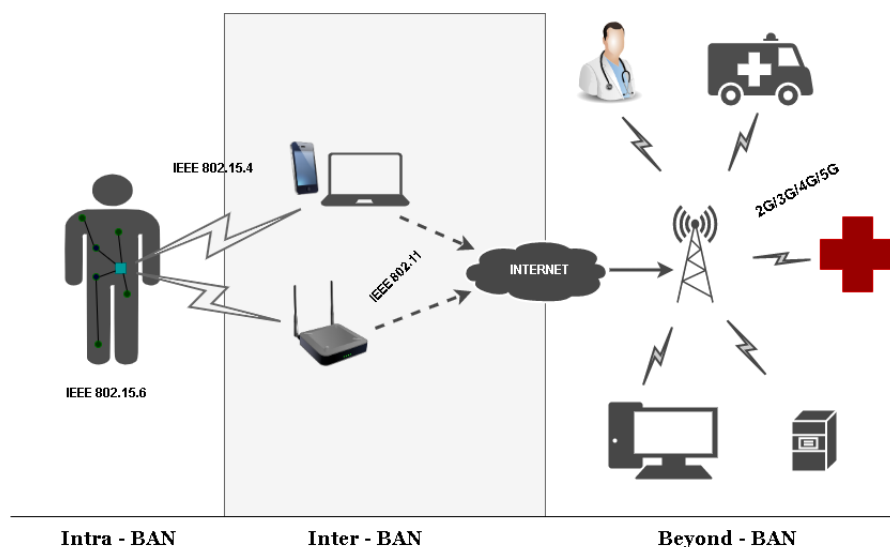 IEEE 802.15.4
2G/3G/4G/5G
IEEE 802.11
INTERNET
IEEE 802.15.6
Intra - BAN
Inter - BAN
Beyond - BAN